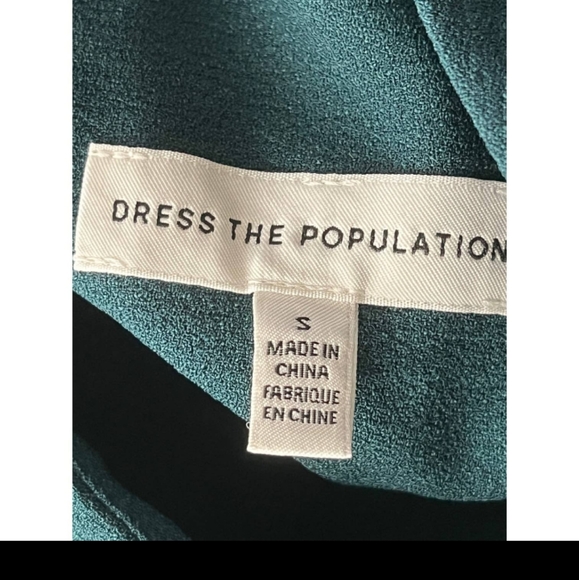 DRESS THE POPULATION
S
MADE IN
CHINA
FABRIQUE
EN CHINE